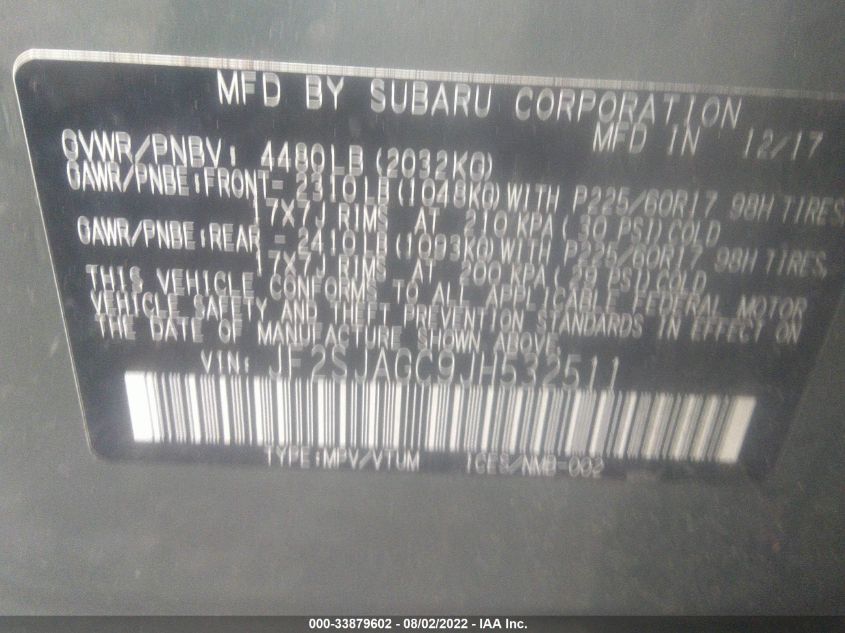 MFD BY SUBARU CORPORATION
MFD IN 12/17
GVWR/PNBV: 4480LB (2032KG)
GAWR/PNBE:FRONT- 2310LB (1048KG) WITH P225/60R17 98H TIRES,
17X7J RIMS AT 210 KPA ( 30 PSI) COLD
GAWR/PNBE:REAR - 2410LB (1093KG) WITH P225/60R17 98H TIRES,
17X7J RIMS AT 200 KPA ( 29 PSI) COLD
THIS VEHICLE CONFORMS TO ALL APPLICABLE FEDERAL MOTOR
VEHICLE SAFETY AND THEFT PREVENTION STANDARDS IN EFFECT ON
THE DATE OF MANUFACTURE SHOWN ABOVE
VIN: JF2SJAGC9JH532511
TYPE:MPV/VTUM ICES/NMB-002
000-33879602 - 08/02/2022 - IAA Inc.